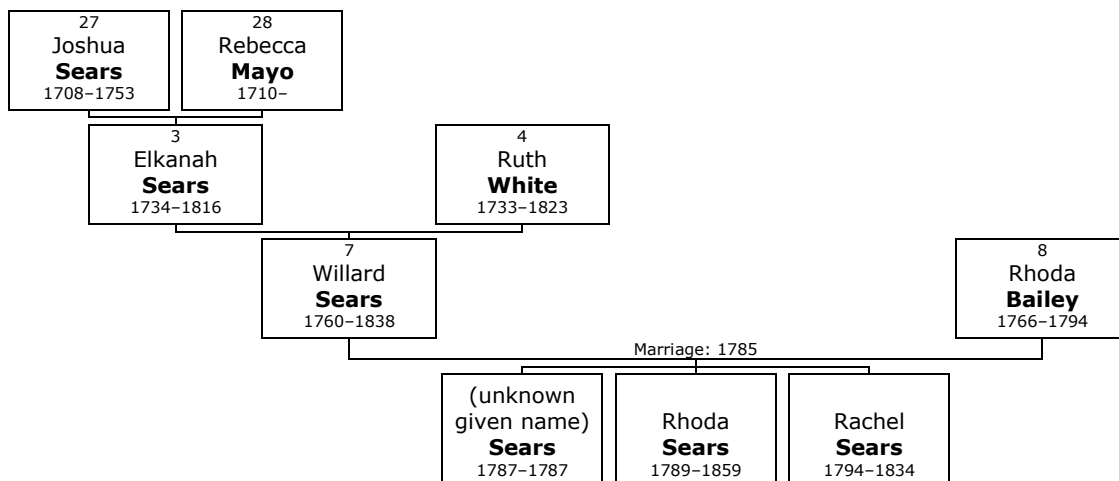 27
Joshua
Sears
1708–1753
28
Rebecca
Mayo
1710–
3
Elkanah
Sears
1734–1816
4
Ruth
White
1733–1823
7
Willard
Sears
1760–1838
8
Rhoda
Bailey
1766–1794
Marriage: 1785
(unknown
given name)
Sears
1787–1787
Rhoda
Sears
1789–1859
Rachel
Sears
1794–1834